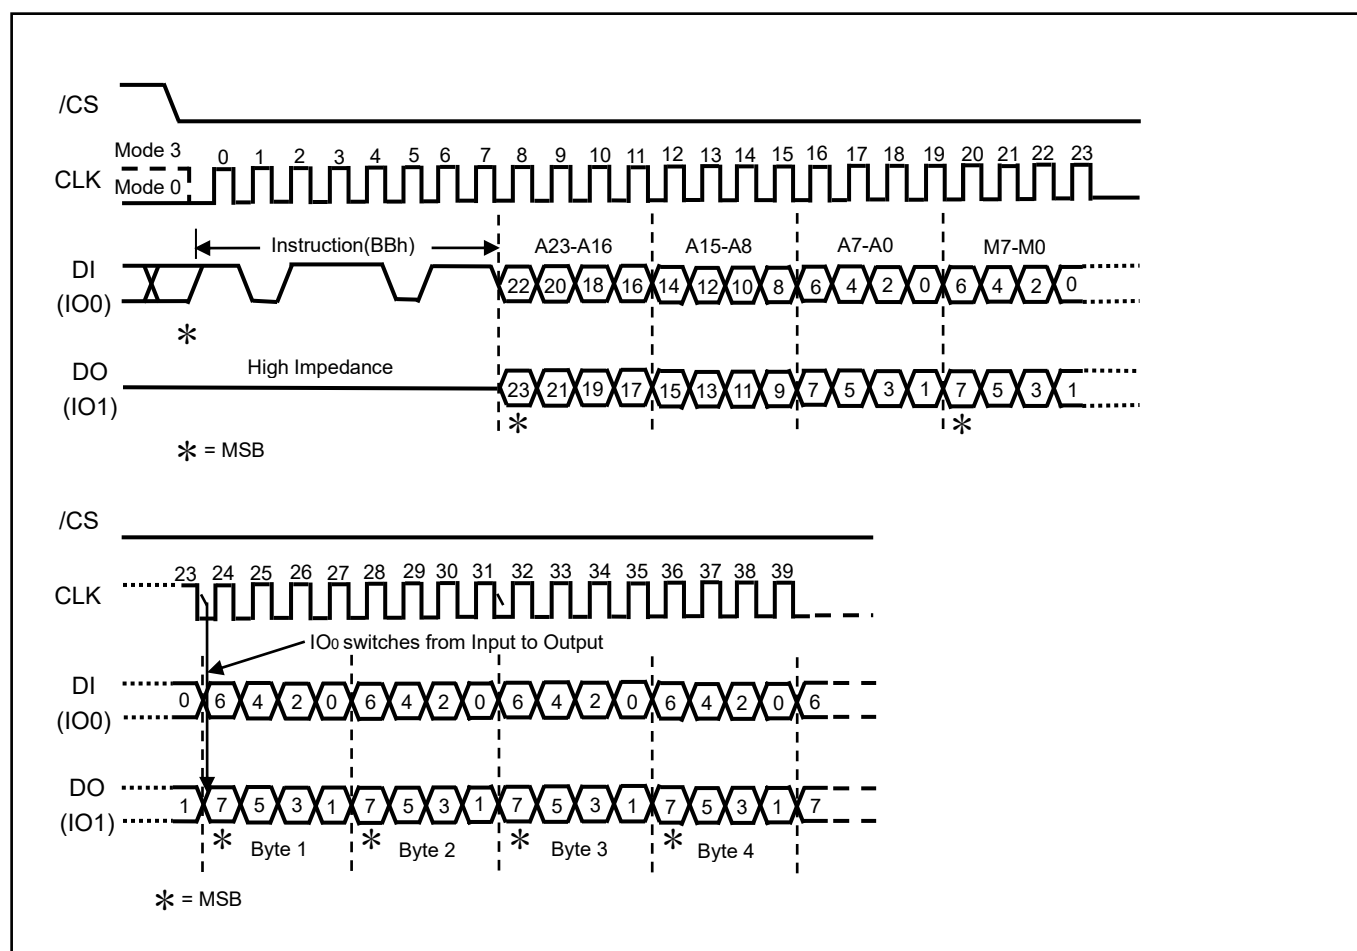 /CS
Mode 3
CLK
Mode 0
0 1 2 3 4 5 6 7 8 9 10 11 12 13 14 15 16 17 18 19 20 21 22 23
Instruction(BBh) A23-A16 A15-A8 A7-A0 M7-M0
DI
(IO0)
22 20 18 16 14 12 10 8 6 4 2 0 6 4 2 0
*
High Impedance
DO
(IO1)
23 21 19 17 15 13 11 9 7 5 3 1 7 5 3 1
* *
* = MSB
/CS
23 24 25 26 27 28 29 30 31 32 33 34 35 36 37 38 39
CLK
IO0 switches from Input to Output
DI
(IO0)
0 6 4 2 0 6 4 2 0 6 4 2 0 6 4 2 0 6
DO
(IO1)
1 7 5 3 1 7 5 3 1 7 5 3 1 7 5 3 1 7
* Byte 1 * Byte 2 * Byte 3 * Byte 4
* = MSB